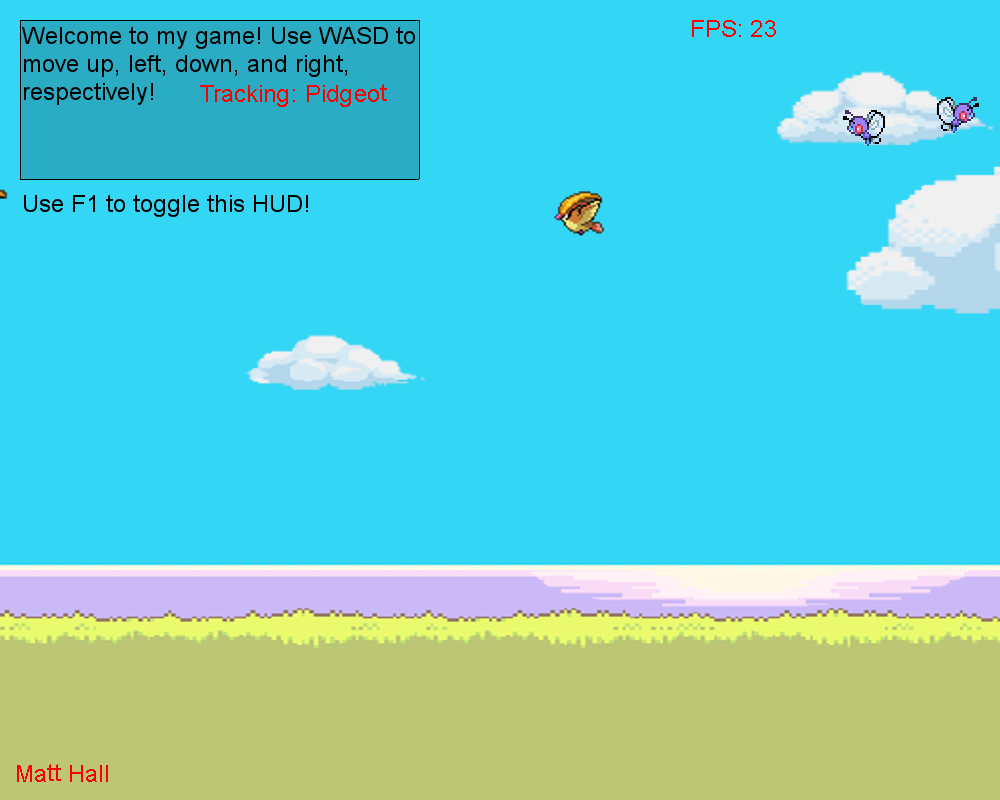 FPS: 23
Welcome to my game! Use WASD to
move up, left, down, and right,
respectively!
Tracking: Pidgeot
Use F1 to toggle this HUD!
Matt Hall